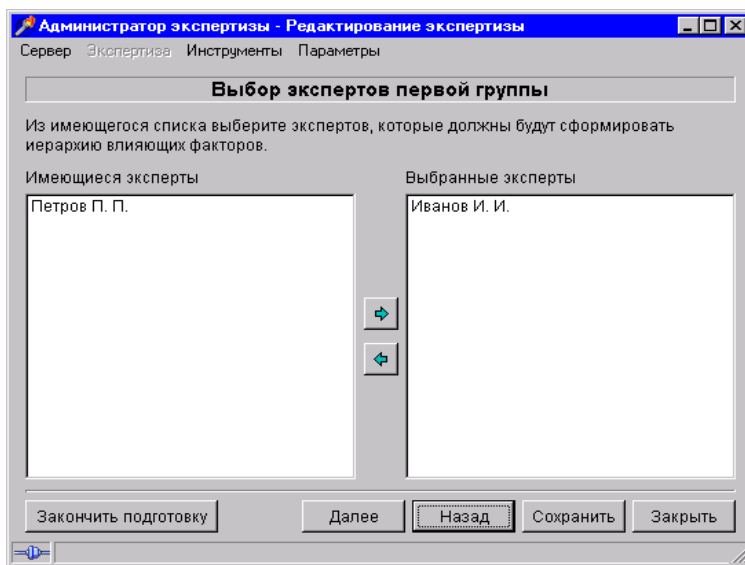 Администратор экспертизы - Редактирование экспертизы
Сервер Экспертиза Инструменты Параметры
Выбор экспертов первой группы
Из имеющегося списка выберите экспертов, которые должны будут сформировать
иерархию влияющих факторов.
Имеющиеся эксперты Выбранные эксперты
Петров П. П. Иванов И. И.
Закончить подготовку Далее Назад Сохранить Закрыть